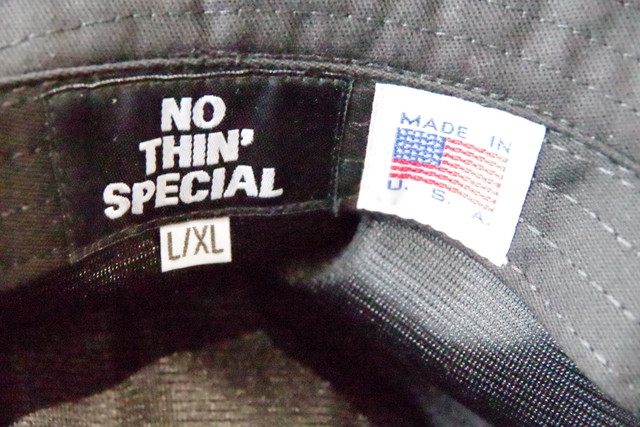 NO
THIN'
SPECIAL
L/XL
MADE IN
U. S. A.